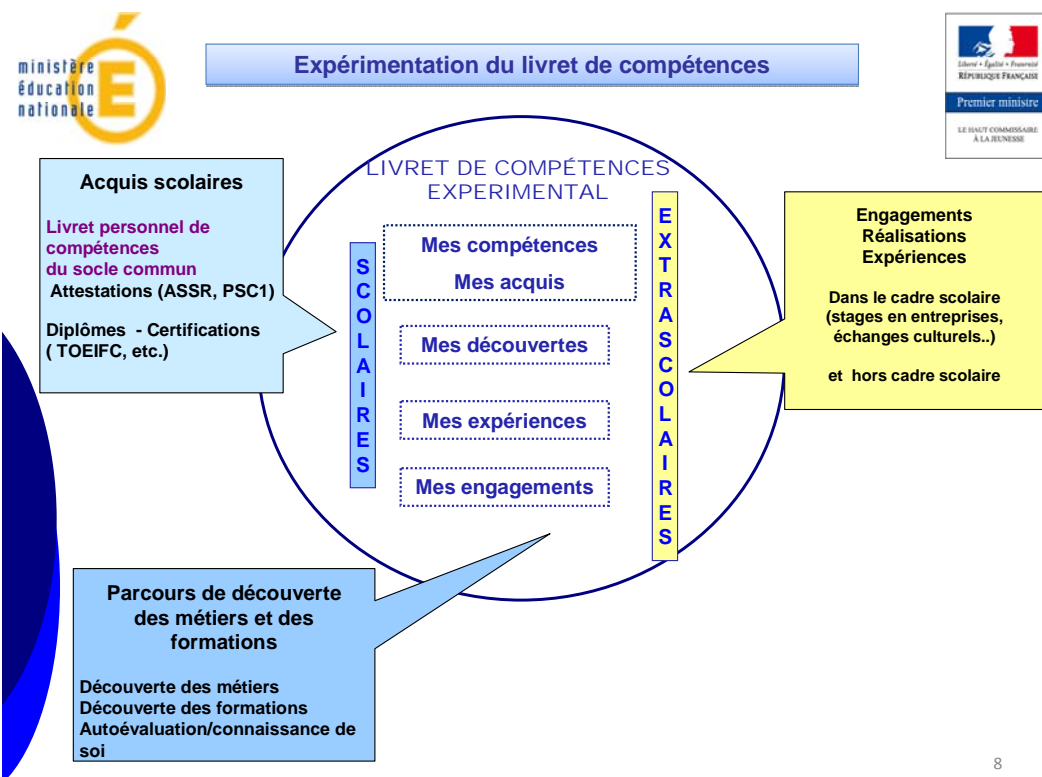 ministère
éducation
nationale
Expérimentation du livret de compétences
Liberté • Égalité • Fraternité
RÉPUBLIQUE FRANÇAISE
Premier ministre
LE HAUT COMMISSAIRE
À LA JEUNESSE
LIVRET DE COMPÉTENCES
EXPERIMENTAL
Acquis scolaires
Livret personnel de
compétences
du socle commun
Attestations (ASSR, PSC1)
Diplômes - Certifications
( TOEIFC, etc.)
SCOLAIRES
Mes compétences
Mes acquis
Mes découvertes
Mes expériences
Mes engagements
EXTRASCOLAIRES
Engagements
Réalisations
Expériences
Dans le cadre scolaire
(stages en entreprises,
échanges culturels..)
et hors cadre scolaire
Parcours de découverte
des métiers et des
formations
Découverte des métiers
Découverte des formations
Autoévaluation/connaissance de
soi
8